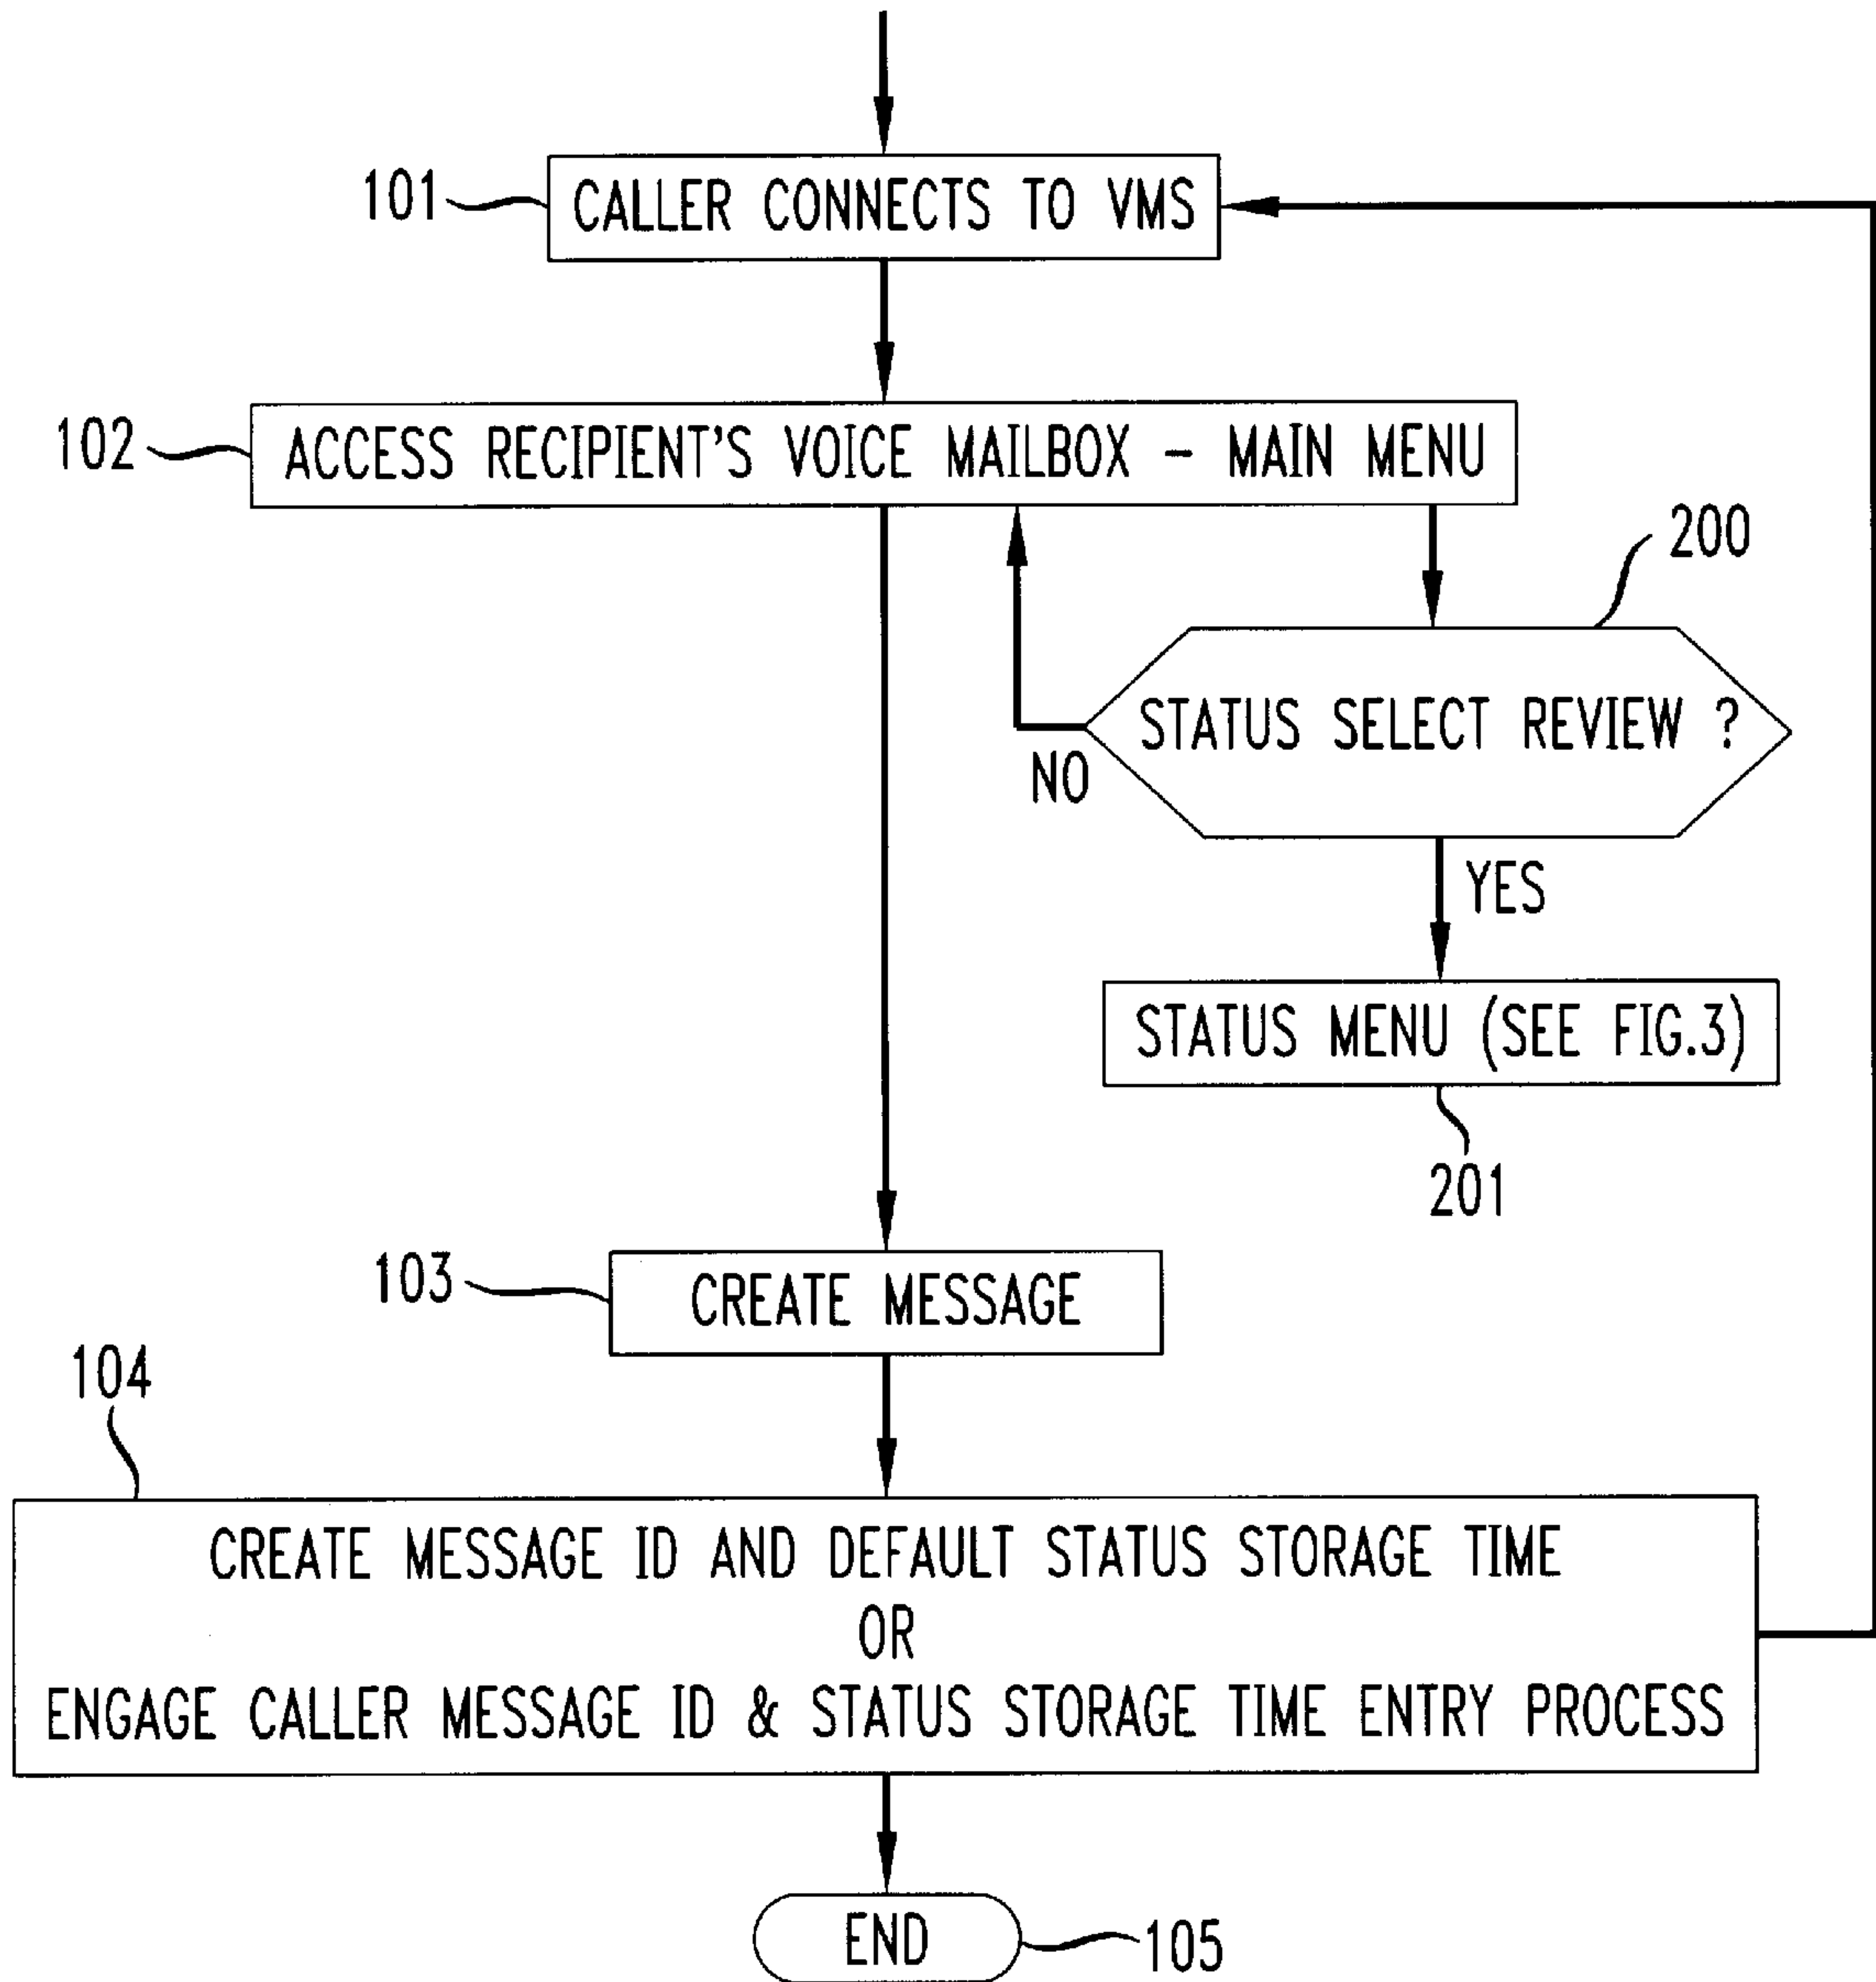 101
CALLER CONNECTS TO VMS
102
ACCESS RECIPIENT'S VOICE MAILBOX – MAIN MENU
200
STATUS SELECT REVIEW ?
NO
YES
STATUS MENU (SEE FIG.3)
201
103
CREATE MESSAGE
104
CREATE MESSAGE ID AND DEFAULT STATUS STORAGE TIME
OR
ENGAGE CALLER MESSAGE ID & STATUS STORAGE TIME ENTRY PROCESS
END
105